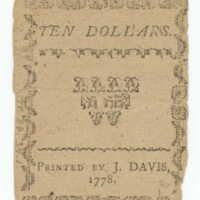 TEN DOLLARS.
PRINTED BY J. DAVIS,
1778.